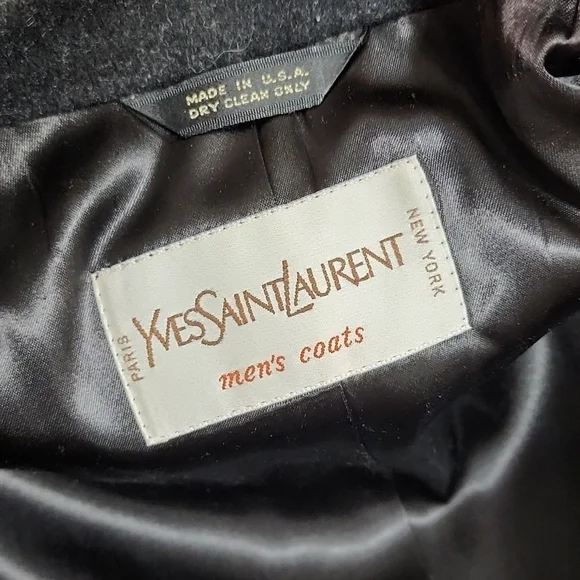 MADE IN U.S.A.
DRY CLEAN ONLY
PARIS
YVESSAINTLAURENT
NEW YORK
men's coats